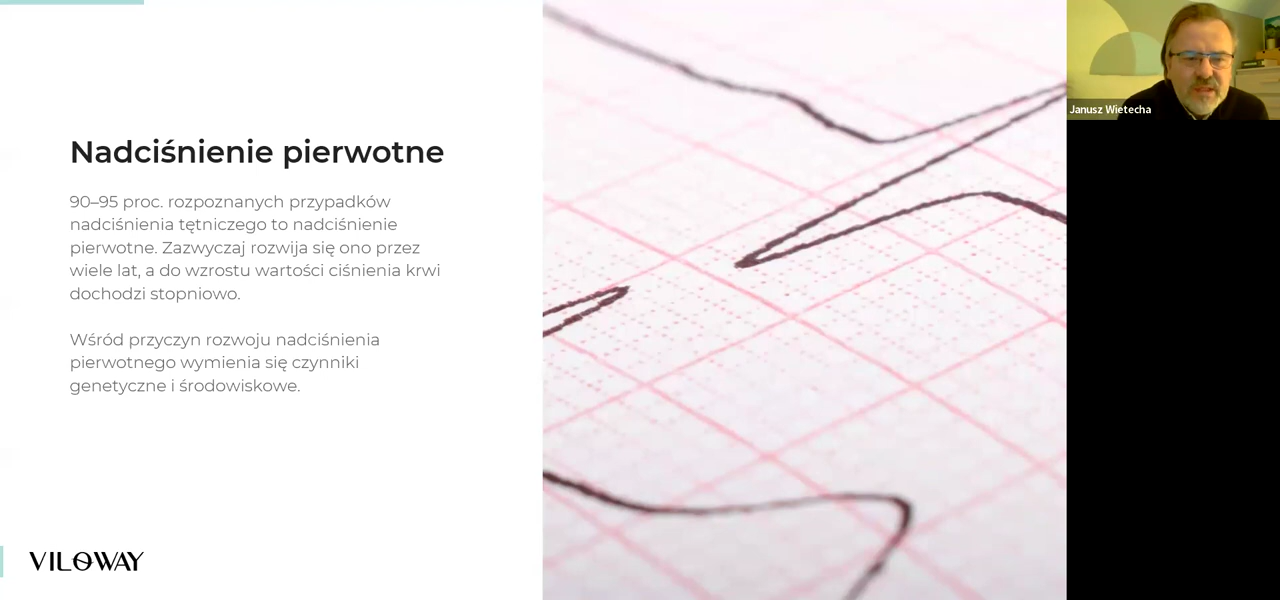 Nadciśnienie pierwotne
90–95 proc. rozpoznanych przypadków
nadciśnienia tętniczego to nadciśnienie
pierwotne. Zazwyczaj rozwija się ono przez
wiele lat, a do wzrostu wartości ciśnienia krwi
dochodzi stopniowo.
Wśród przyczyn rozwoju nadciśnienia
pierwotnego wymienia się czynniki
genetyczne i środowiskowe.
VILOWAY
Janusz Wietecha